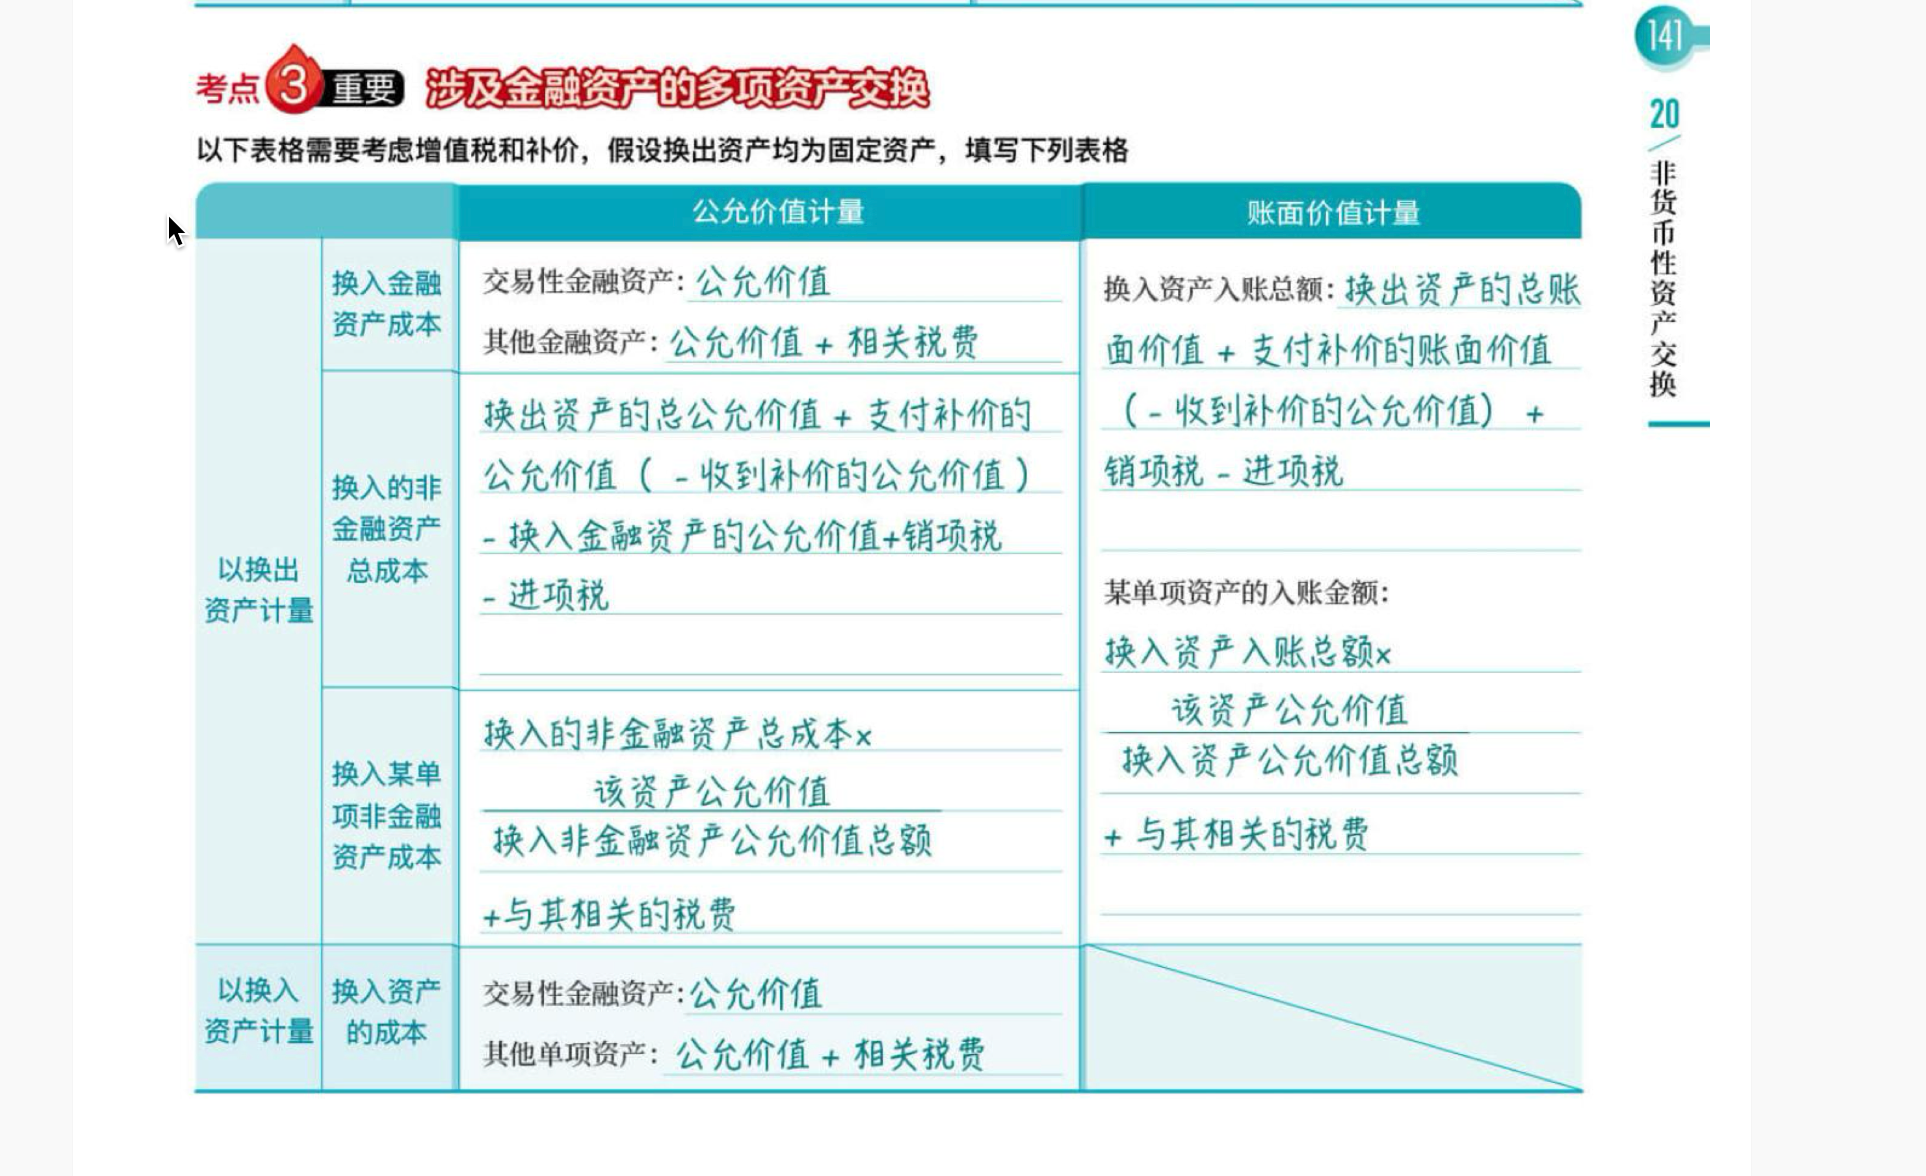 141
20
非货币性资产交换
考点 3 重要 涉及金融资产的多项资产交换
以下表格需要考虑增值税和补价，假设换出资产均为固定资产，填写下列表格
公允价值计量
账面价值计量
以换出
资产计量
换入金融
资产成本
交易性金融资产：公允价值
其他金融资产：公允价值 + 相关税费
换入的非
金融资产
总成本
换出资产的总公允价值 + 支付补价的
公允价值（ - 收到补价的公允价值）
- 换入金融资产的公允价值+销项税
- 进项税
换入某单
项非金融
资产成本
换入的非金融资产总成本x
该资产公允价值
换入非金融资产公允价值总额
+与其相关的税费
换入资产入账总额：换出资产的总账
面价值 + 支付补价的账面价值
（- 收到补价的公允价值） +
销项税 - 进项税
某单项资产的入账金额：
换入资产入账总额x
该资产公允价值
换入资产公允价值总额
+ 与其相关的税费
以换入
资产计量
换入资产
的成本
交易性金融资产：公允价值
其他单项资产： 公允价值 + 相关税费